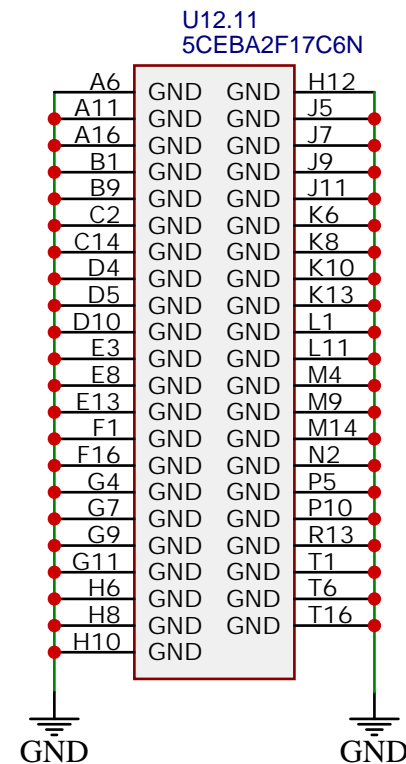 U12.11
5CEBA2F17C6N
A6 GND GND H12
A11 GND GND J5
A16 GND GND J7
B1 GND GND J9
B9 GND GND J11
C2 GND GND K6
C14 GND GND K8
D4 GND GND K10
D5 GND GND K13
D10 GND GND L1
E3 GND GND L11
E8 GND GND M4
E13 GND GND M9
F1 GND GND M14
F16 GND GND N2
G4 GND GND P5
G7 GND GND P10
G9 GND GND R13
G11 GND GND T1
H6 GND GND T6
H8 GND GND T16
H10 GND
GND GND